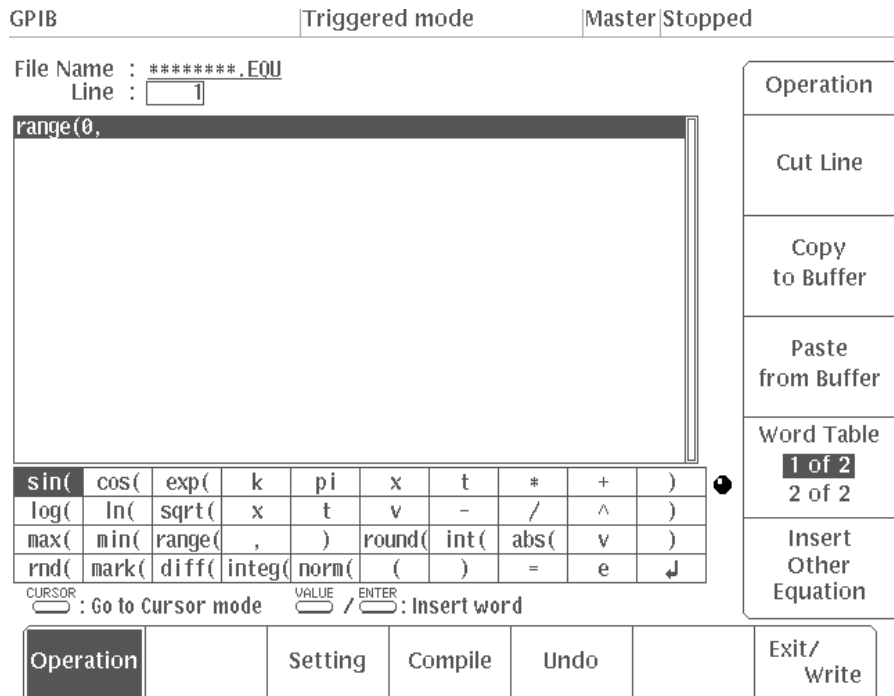 GPIB Triggered mode Master Stopped
File Name : ********.EQU
Line : 1
range(0,
sin( cos( exp( k pi x t * + )
log( ln( sqrt( x t v - / ^ )
max( min( range( , ) round( int( abs( v )
rnd( mark( diff( integ( norm( ( ) = e ↲
CURSOR : Go to Cursor mode VALUE / ENTER : Insert word
Operation
Cut Line
Copy
to Buffer
Paste
from Buffer
Word Table
1 of 2
2 of 2
Insert
Other
Equation
Operation Setting Compile Undo Exit/
Write